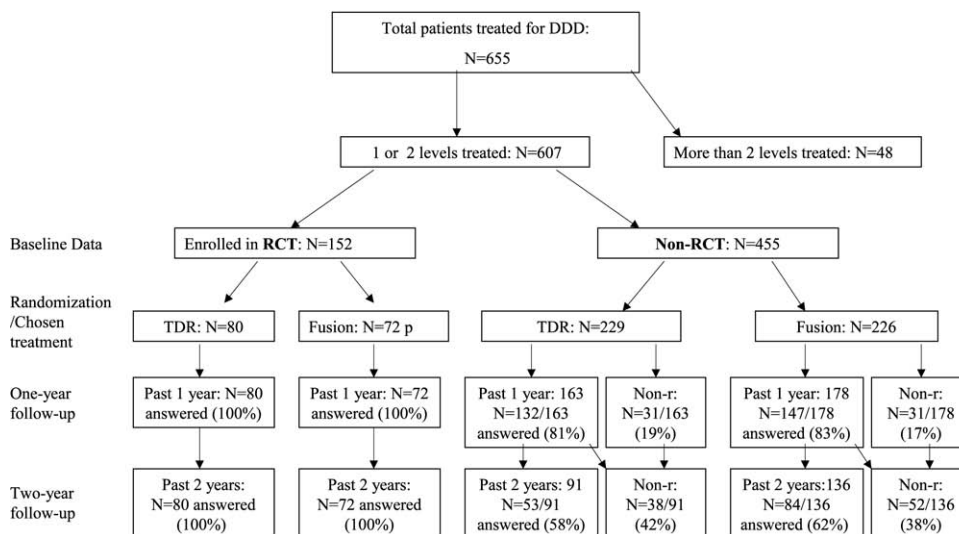 Total patients treated for DDD:
N=655
1 or 2 levels treated: N=607
More than 2 levels treated: N=48
Baseline Data
Enrolled in RCT: N=152
Non-RCT: N=455
Randomization
/Chosen
treatment
TDR: N=80
Fusion: N=72 p
TDR: N=229
Fusion: N=226
One-year
follow-up
Past 1 year: N=80
answered (100%)
Past 1 year: N=72
answered (100%)
Past 1 year: 163
N=132/163
answered (81%)
Non-r:
N=31/163
(19%)
Past 1 year: 178
N=147/178
answered (83%)
Non-r:
N=31/178
(17%)
Two-year
follow-up
Past 2 years:
N=80 answered
(100%)
Past 2 years:
N=72 answered
(100%)
Past 2 years: 91
N=53/91
answered (58%)
Non-r:
N=38/91
(42%)
Past 2 years:136
N=84/136
answered (62%)
Non-r:
N=52/136
(38%)